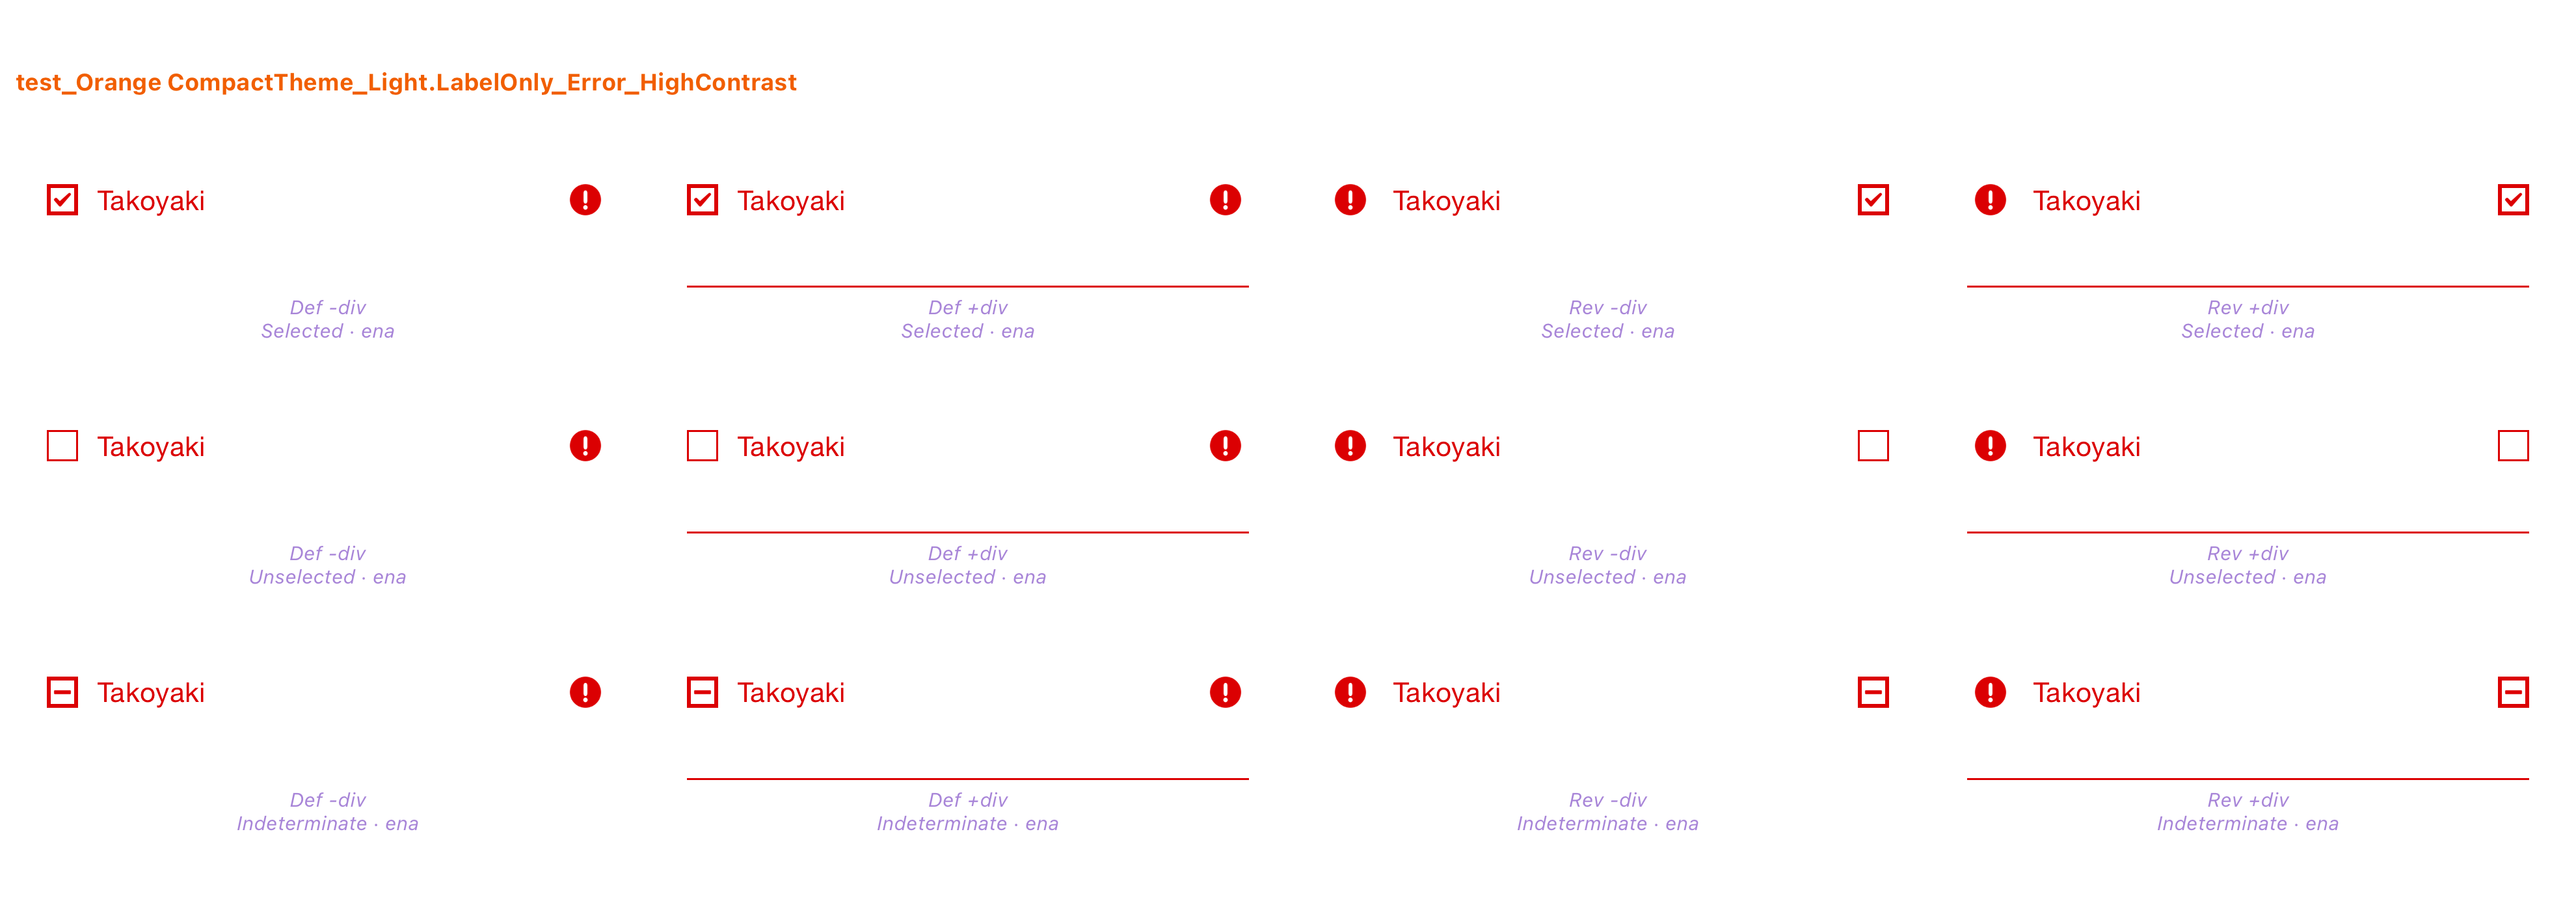 test_Orange CompactTheme_Light.LabelOnly_Error_HighContrast
Takoyaki
Takoyaki
Takoyaki
Takoyaki
Def -div
Selected · ena
Def +div
Selected · ena
Rev -div
Selected · ena
Rev +div
Selected · ena
Takoyaki
Takoyaki
Takoyaki
Takoyaki
Def -div
Unselected · ena
Def +div
Unselected · ena
Rev -div
Unselected · ena
Rev +div
Unselected · ena
Takoyaki
Takoyaki
Takoyaki
Takoyaki
Def -div
Indeterminate · ena
Def +div
Indeterminate · ena
Rev -div
Indeterminate · ena
Rev +div
Indeterminate · ena